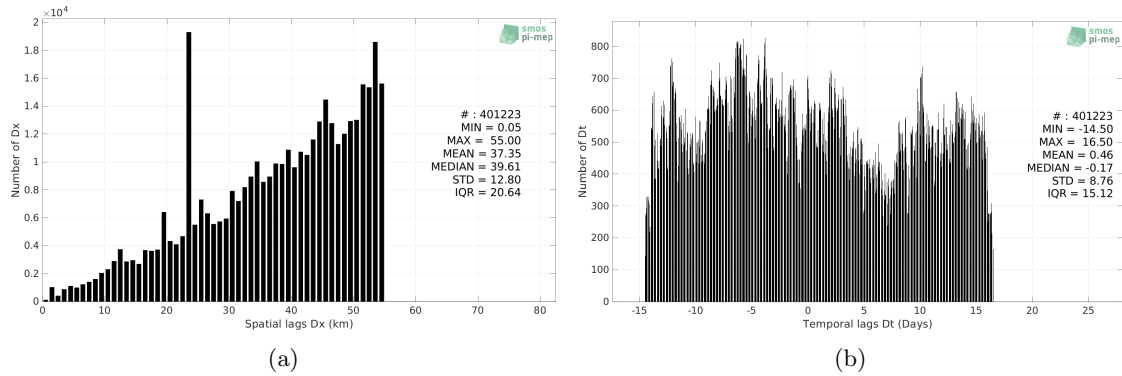 ×10⁴
2
1.8
1.6
1.4
1.2
1
0.8
0.6
0.4
0.2
0
Number of Dx
0 10 20 30 40 50 60 70 80
Spatial lags Dx (km)
smos
pi-mep
# : 401223
MIN = 0.05
MAX = 55.00
MEAN = 37.35
MEDIAN = 39.61
STD = 12.80
IQR = 20.64
(a)
800
700
600
500
400
300
200
100
0
Number of Dt
-15 -10 -5 0 5 10 15 20 25
Temporal lags Dt (Days)
smos
pi-mep
# : 401223
MIN = -14.50
MAX = 16.50
MEAN = 0.46
MEDIAN = -0.17
STD = 8.76
IQR = 15.12
(b)